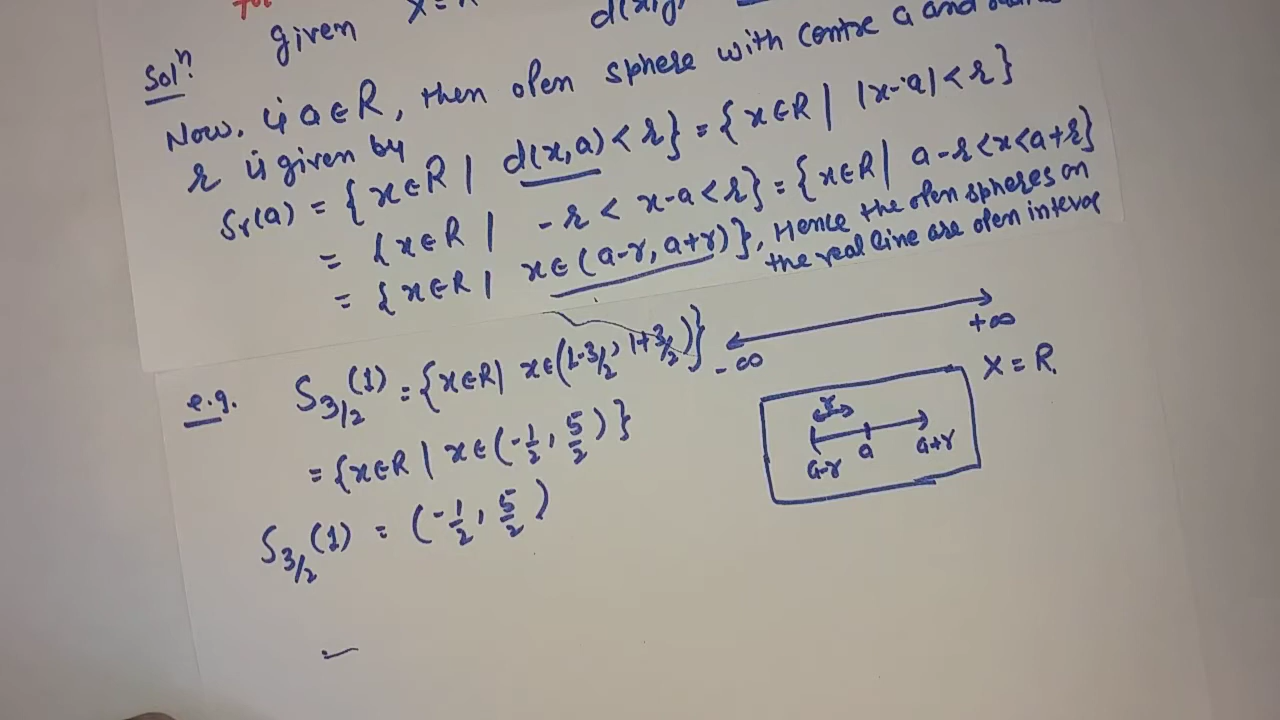 given
Solⁿ.
Now, if a∈R, then open sphere with centre a and
r is given by
Sr(a) = {x∈R | d(x,a)<r} = {x∈R | |x-a|<r}
= {x∈R | -r < x-a<r} = {x∈R | a-r<x<a+r}
= {x∈R | x∈(a-r, a+r)}, Hence the open spheres on
the real line are open interval
-∞ +∞
e.g. S3/2(1) = {x∈R| x∈(1-3/2, 1+3/2)}
X = R.
= {x∈R | x∈(-1/2, 5/2)}
r
a-r a a+r
S3/2(1) = (-1/2, 5/2)